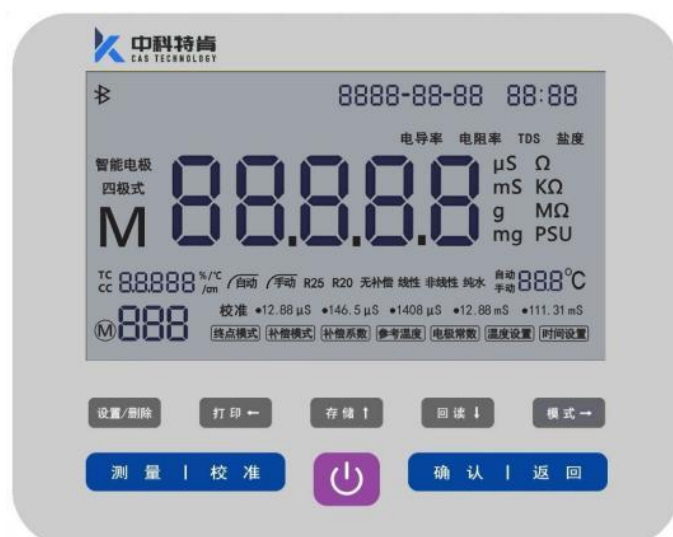 中科特肯
CAS TECHNOLOGY
8888-88-88 88:88
电导率 电阻率 TDS 盐度
智能电极
四极式
M 88.8.8.8
µS Ω
mS KΩ
g MΩ
mg PSU
TC
CC 8.8.8.88 %/℃ /cm 自动 手动 R25 R20 无补偿 线性 非线性 纯水 自动 手动 88.8℃
校准 •12.88 µS •146.5 µS •1408 µS •12.88 mS •111.31 mS
Ⓜ888 终点模式 补偿模式 补偿系数 参考温度 电极常数 温度设置 时间设置
设置/删除 打印← 存储↑ 回读↓ 模式→
测量 | 校准 确认 | 返回